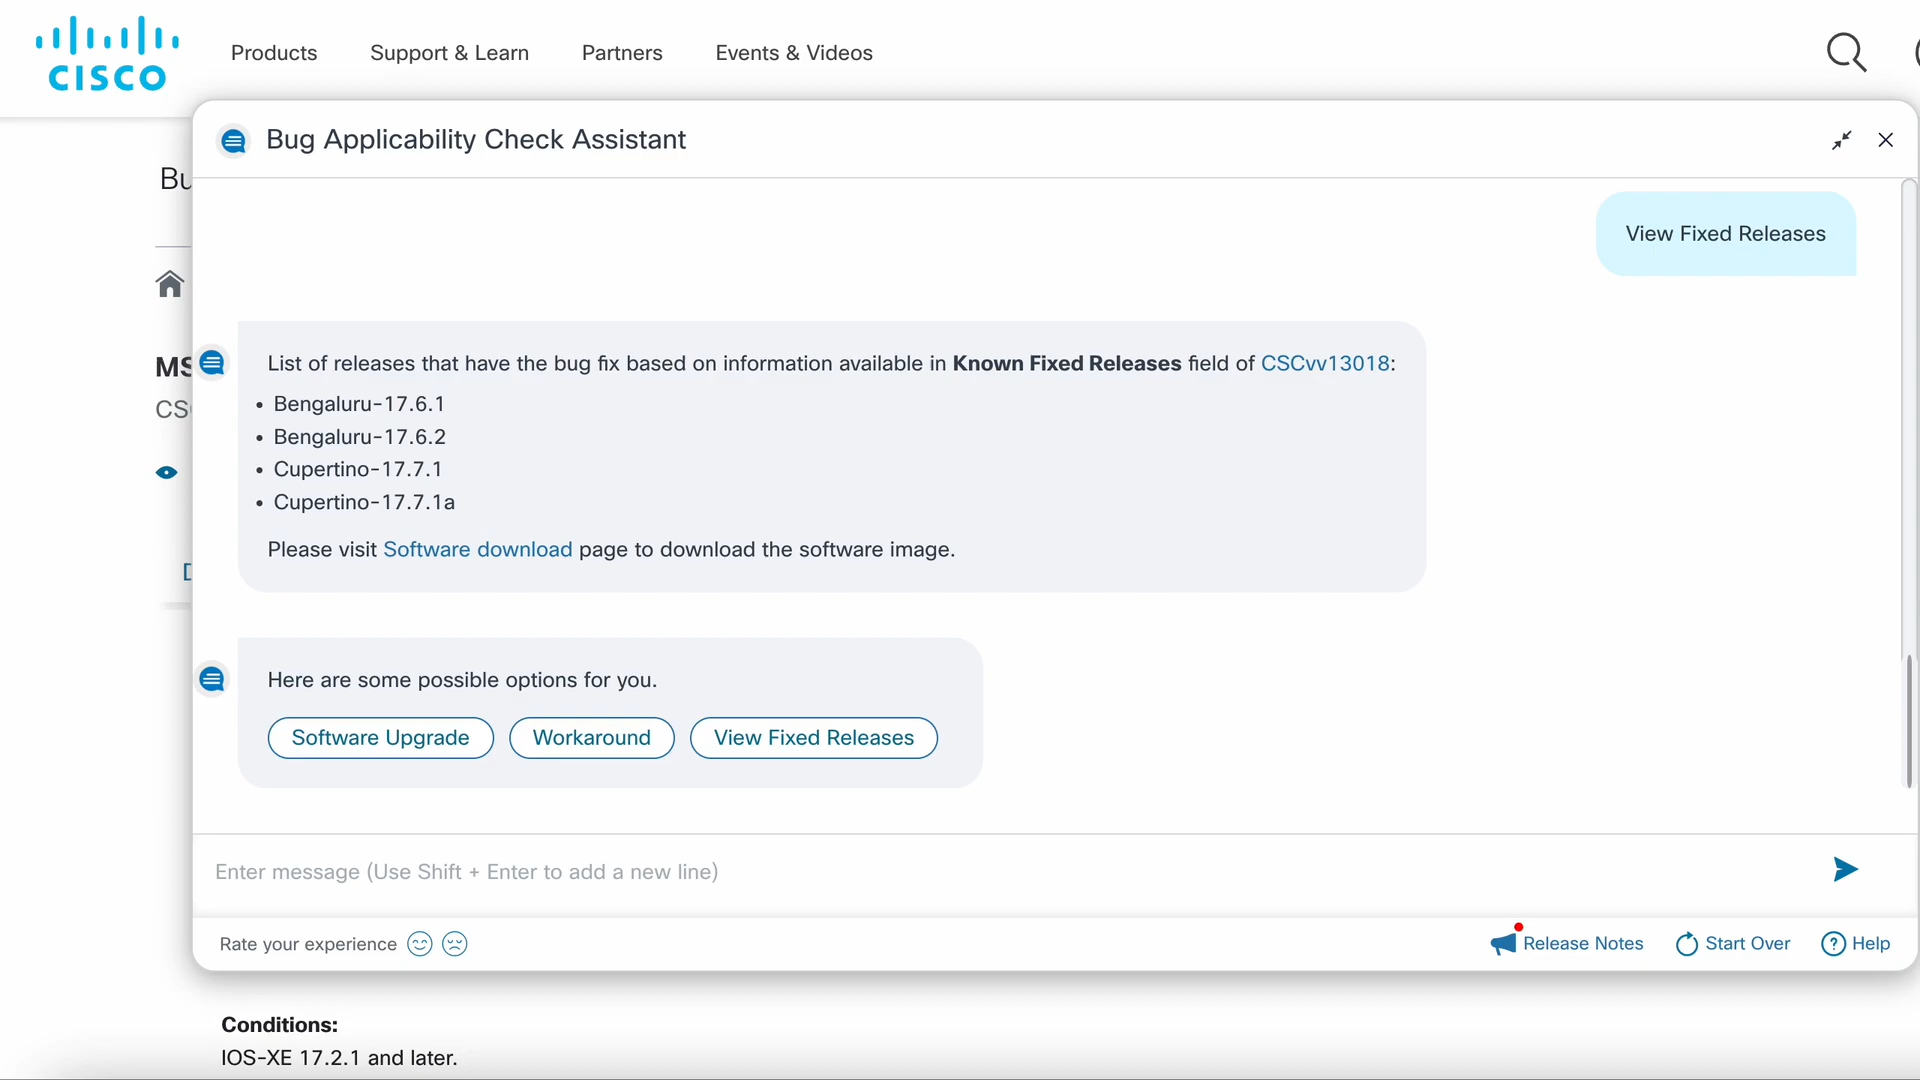 CISCO
Products
Support & Learn
Partners
Events & Videos
Bug Applicability Check Assistant
Bu
View Fixed Releases
MS
CSC
List of releases that have the bug fix based on information available in Known Fixed Releases field of CSCvv13018:
• Bengaluru-17.6.1
• Bengaluru-17.6.2
• Cupertino-17.7.1
• Cupertino-17.7.1a
Please visit Software download page to download the software image.
Here are some possible options for you.
Software Upgrade
Workaround
View Fixed Releases
Enter message (Use Shift + Enter to add a new line)
Rate your experience
Release Notes
Start Over
? Help
Conditions:
IOS-XE 17.2.1 and later.